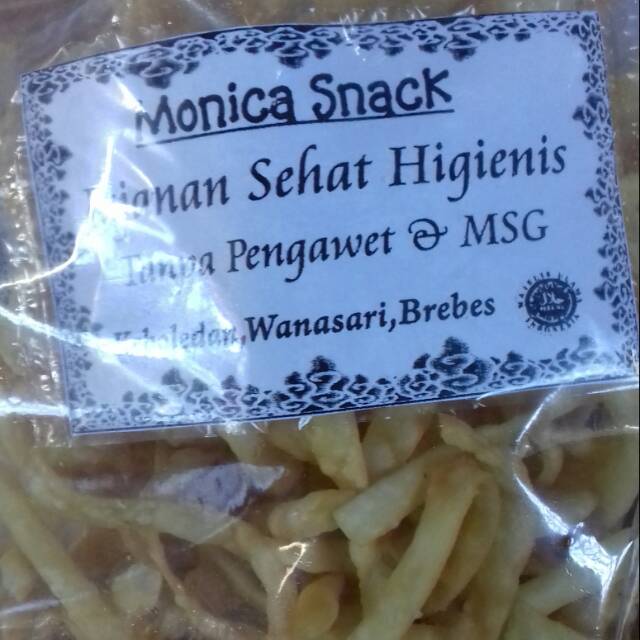 Monica Snack
Sehat Higienis
Tanpa Pengawet & MSG
Wanasari,Brebes